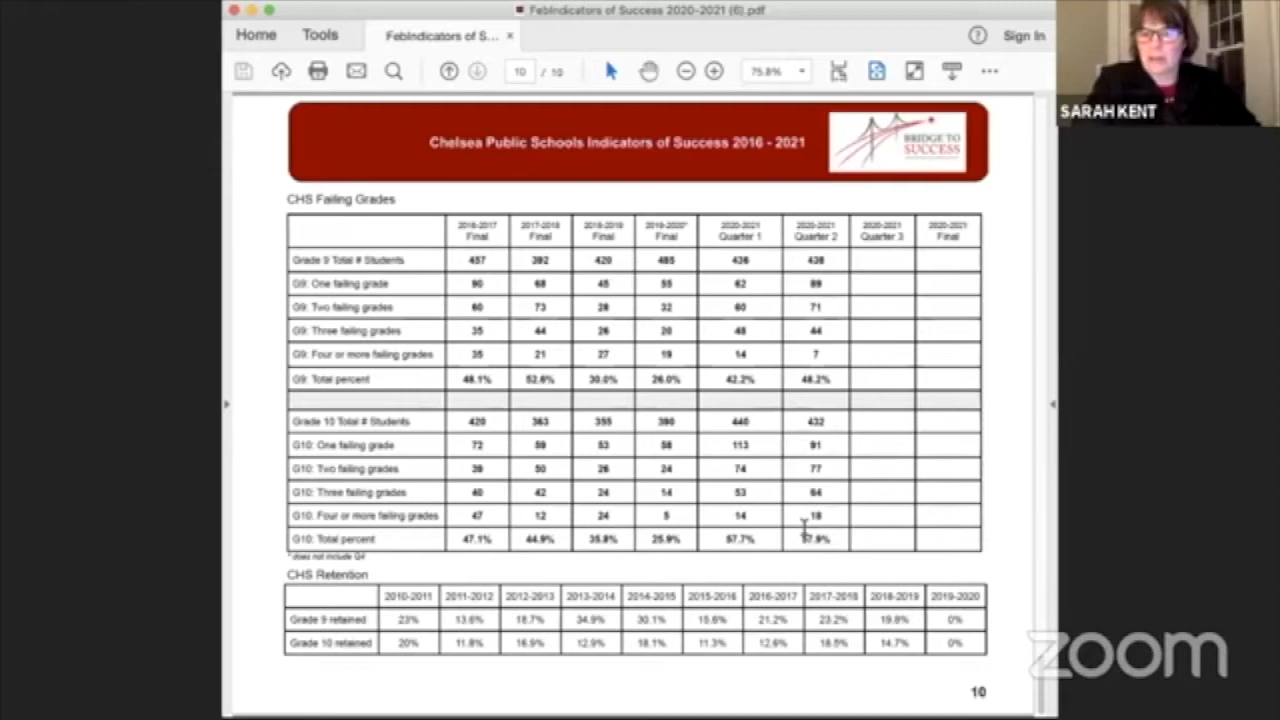 FebIndicators of Success 2020-2021 (6).pdf
Home Tools FebIndicators of S... × Sign In
10 / 10 75.8%
SARAH KENT
Chelsea Public Schools Indicators of Success 2016 - 2021
BRIDGE TO
SUCCESS
CHS Failing Grades
2016-2017 Final 2017-2018 Final 2018-2019 Final 2019-2020* Final 2020-2021 Quarter 1 2020-2021 Quarter 2 2020-2021 Quarter 3 2020-2021 Final
Grade 9 Total # Students 457 392 420 485 436 438
G9: One failing grade 90 68 45 55 62 89
G9: Two failing grades 60 73 28 32 60 71
G9: Three failing grades 35 44 26 20 48 44
G9: Four or more failing grades 35 21 27 19 14 7
G9: Total percent 48.1% 52.6% 30.0% 26.0% 42.2% 48.2%
Grade 10 Total # Students 420 363 355 390 440 432
G10: One failing grade 72 59 53 58 113 91
G10: Two failing grades 39 50 26 24 74 77
G10: Three failing grades 40 42 24 14 53 64
G10: Four or more failing grades 47 12 24 5 14 18
G10: Total percent 47.1% 44.9% 35.8% 25.9% 57.7% 57.9%
* does not include Q4
CHS Retention
2010-2011 2011-2012 2012-2013 2013-2014 2014-2015 2015-2016 2016-2017 2017-2018 2018-2019 2019-2020
Grade 9 retained 23% 13.6% 18.7% 34.9% 30.1% 15.6% 21.2% 23.2% 19.8% 0%
Grade 10 retained 20% 11.8% 16.9% 12.9% 18.1% 11.3% 12.6% 18.5% 14.7% 0%
zoom
10